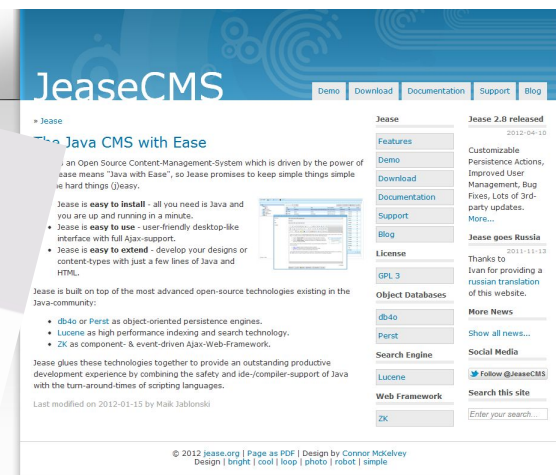 JeaseCMS
Demo
Download
Documentation
Support
Blog
» Jease
The Java CMS with Ease
an Open Source Content-Management-System which is driven by the power of
ease means "Java with Ease", so Jease promises to keep simple things simple
hard things (j)easy.
Jease is easy to install - all you need is Java and
you are up and running in a minute.
Jease is easy to use - user-friendly desktop-like
interface with full Ajax-support.
Jease is easy to extend - develop your designs or
content-types with just a few lines of Java and
HTML.
Jease is built on top of the most advanced open-source technologies existing in the
Java-community:
db4o or Perst as object-oriented persistence engines.
Lucene as high performance indexing and search technology.
ZK as component- & event-driven Ajax-Web-Framework.
Jease glues these technologies together to provide an outstanding productive
development experience by combining the safety and ide-/compiler-support of Java
with the turn-around-times of scripting languages.
Last modified on 2012-01-15 by Maik Jablonski
Jease
Features
Demo
Download
Documentation
Support
Blog
License
GPL 3
Object Databases
db4o
Perst
Search Engine
Lucene
Web Framework
ZK
Jease 2.8 released
2012-04-10
Customizable
Persistence Actions,
Improved User
Management, Bug
Fixes, Lots of 3rd-
party updates.
More...
Jease goes Russia
2011-11-12
Thanks to
Ivan for providing a
russian translation
of this website.
More News
Show all news...
Social Media
Follow @JeaseCMS
Search this site
Enter your search...
© 2012 jease.org | Page as PDF | Design by Connor McKelvey
Design | bright | cool | loop | photo | robot | simple